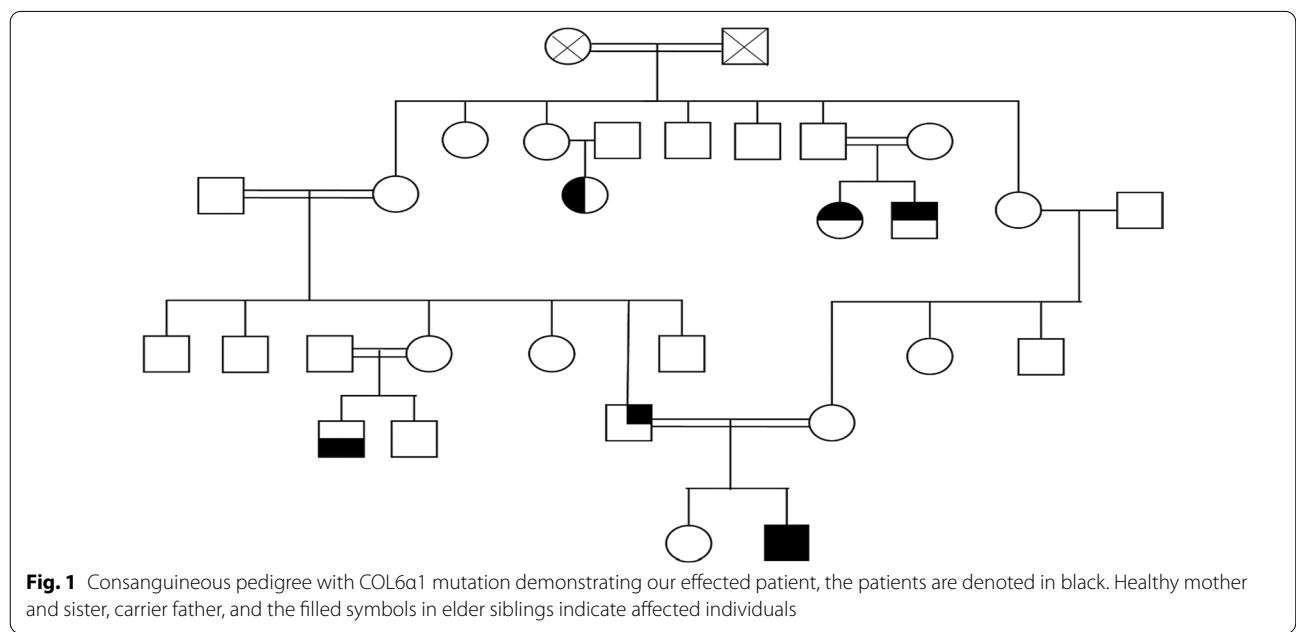 Fig. 1 Consanguineous pedigree with COL6α1 mutation demonstrating our effected patient, the patients are denoted in black. Healthy mother
and sister, carrier father, and the filled symbols in elder siblings indicate affected individuals